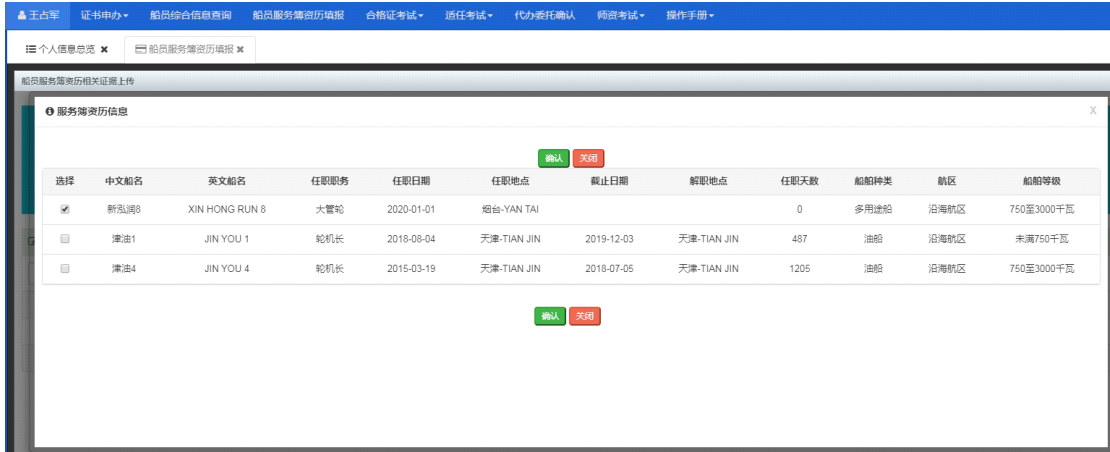 王占军 证书申办 船员综合信息查询 船员服务簿资历填报 合格证考试 适任考试 代办委托确认 师资考试 操作手册
个人信息总览 × 船员服务簿资历填报 ×
船员服务簿资历相关证据上传
服务簿资历信息 X
确认 关闭
选择 中文船名 英文船名 任职职务 任职日期 任职地点 截止日期 解职地点 任职天数 船舶种类 航区 船舶等级
新泓润8 XIN HONG RUN 8 大管轮 2020-01-01 烟台-YAN TAI 0 多用途船 沿海航区 750至3000千瓦
津油1 JIN YOU 1 轮机长 2018-08-04 天津-TIAN JIN 2019-12-03 天津-TIAN JIN 487 油船 沿海航区 未满750千瓦
津油4 JIN YOU 4 轮机长 2015-03-19 天津-TIAN JIN 2018-07-05 天津-TIAN JIN 1205 油船 沿海航区 750至3000千瓦
确认 关闭